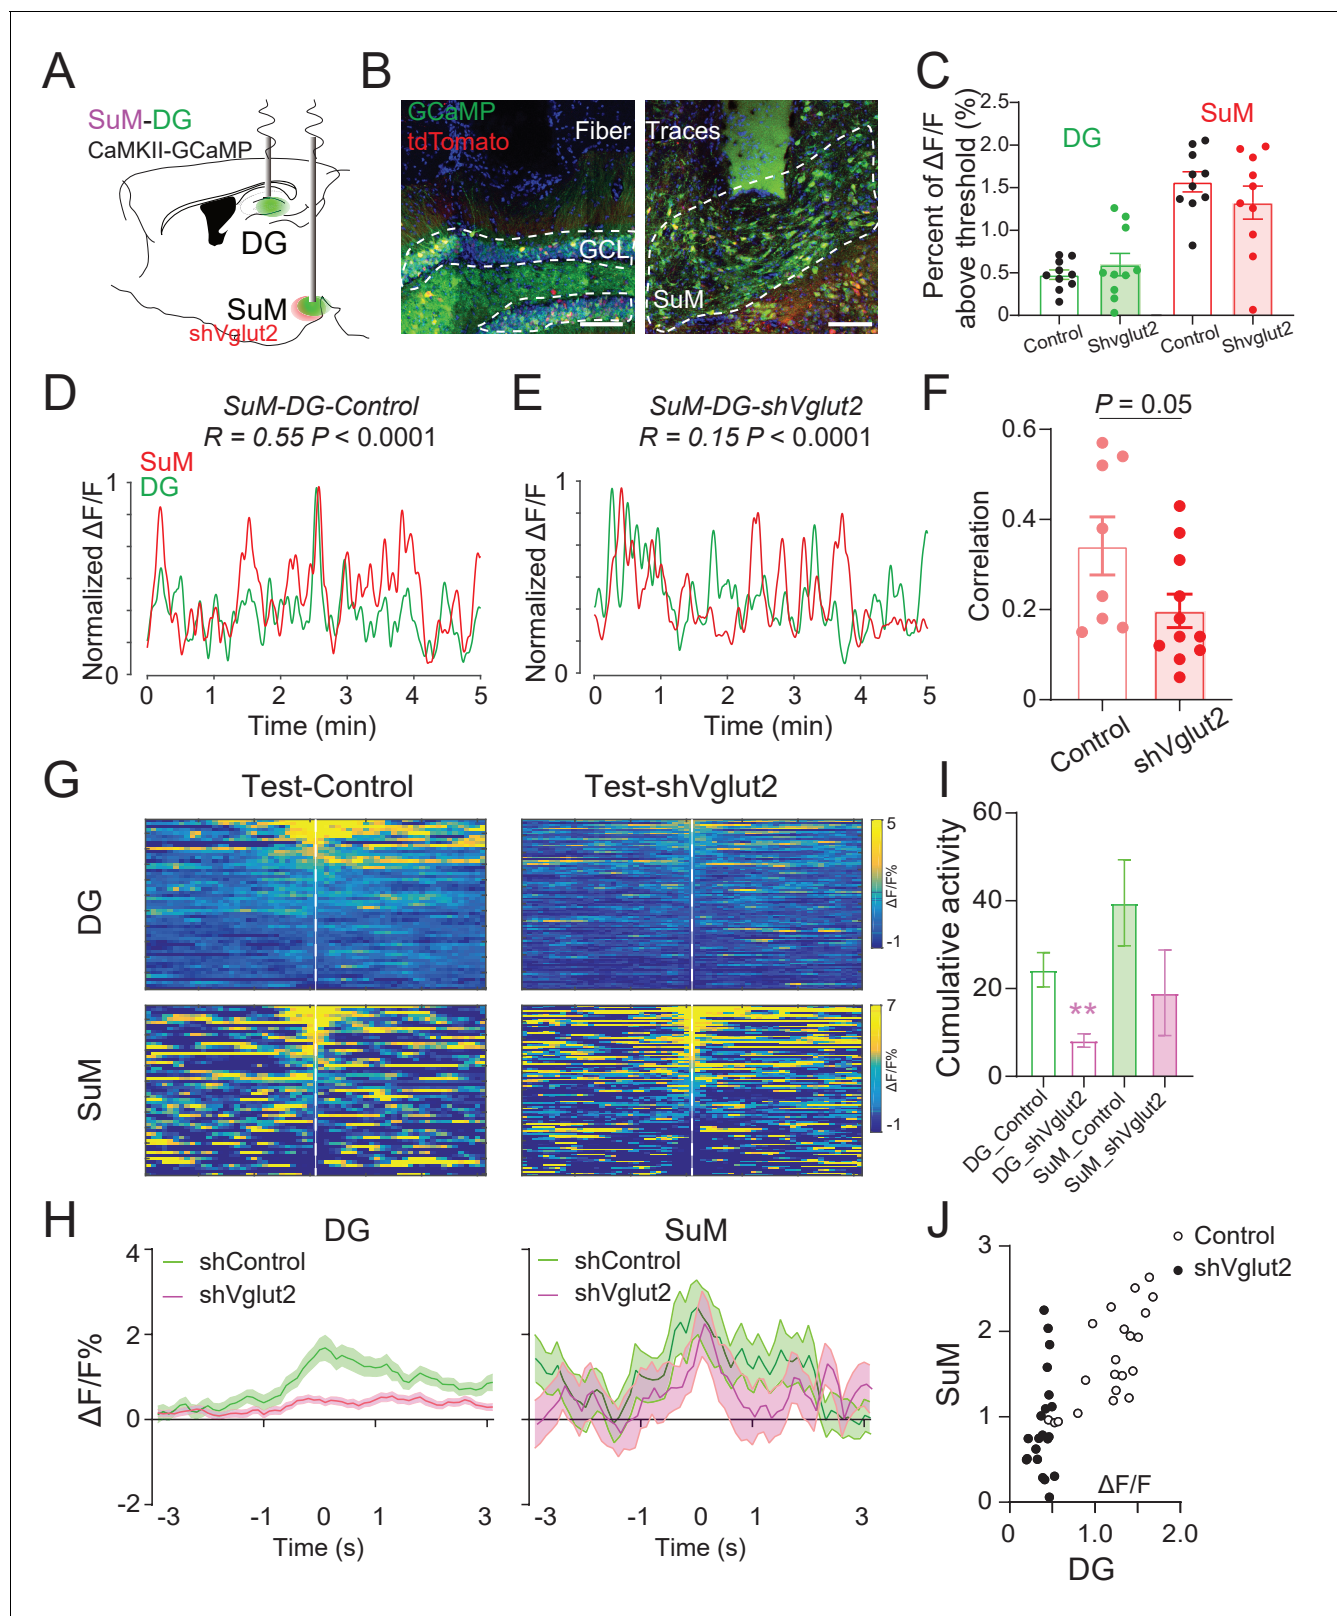 A
SuM-DG
CaMKII-GCaMP
DG
SuM
shVglut2
B
GCaMP
tdTomato
Fiber
Traces
GCL
SuM
C
Percent of ΔF/F
above threshold (%)
2.5
2.0
1.5
1.0
0.5
0
DG
SuM
Control
Shvglut2
Control
Shvglut2
D
SuM-DG-Control
R = 0.55 P < 0.0001
SuM
DG
Normalized ΔF/F
1
0
0 1 2 3 4 5
Time (min)
E
SuM-DG-shVglut2
R = 0.15 P < 0.0001
Normalized ΔF/F
1
0
0 1 2 3 4 5
Time (min)
F
P = 0.05
Correlation
0.6
0.4
0.2
0
Control
shVglut2
G
Test-Control
Test-shVglut2
DG
5
ΔF/F%
-1
SuM
7
ΔF/F%
-1
H
DG
shControl
shVglut2
ΔF/F%
4
2
0
-2
-3 -1 0 1 3
Time (s)
SuM
shControl
shVglut2
-3 -1 0 1 3
Time (s)
I
Cumulative activity
60
40
20
0
**
DG_Control
DG_shVglut2
SuM_Control
SuM_shVglut2
J
Control
shVglut2
SuM
3
2
1
0
ΔF/F
0 1.0 2.0
DG